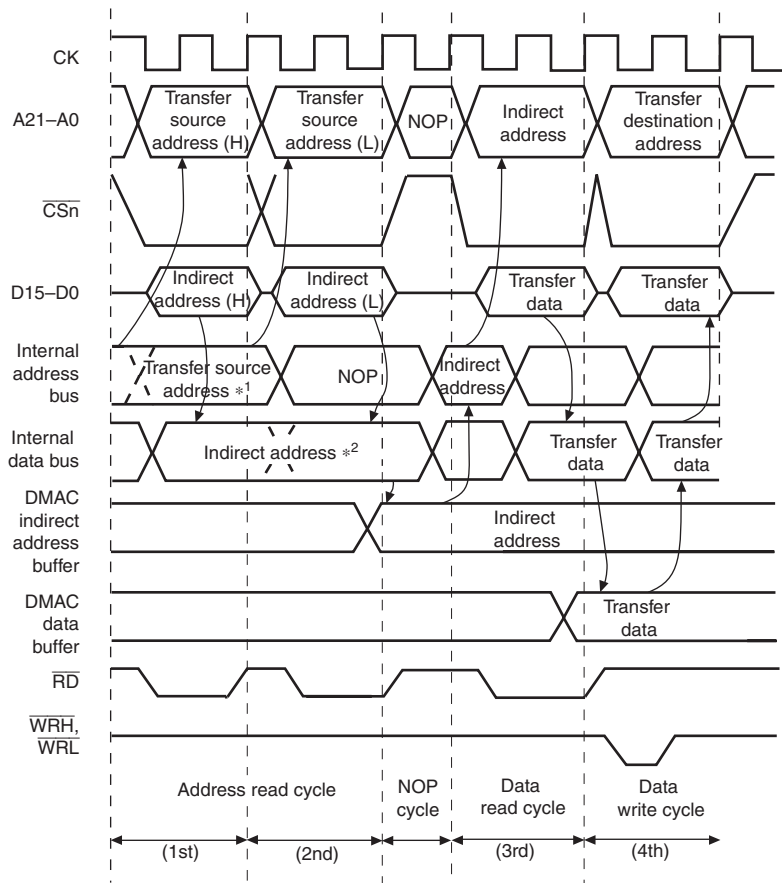 CK
A21–A0
Transfer source address (H)
Transfer source address (L)
NOP
Indirect address
Transfer destination address
CSn
D15–D0
Indirect address (H)
Indirect address (L)
Transfer data
Transfer data
Internal address bus
Transfer source address *1
NOP
Indirect address
Internal data bus
Indirect address *2
Transfer data
Transfer data
DMAC indirect address buffer
Indirect address
DMAC data buffer
Transfer data
RD
WRH,
WRL
Address read cycle
NOP cycle
Data read cycle
Data write cycle
(1st)
(2nd)
(3rd)
(4th)